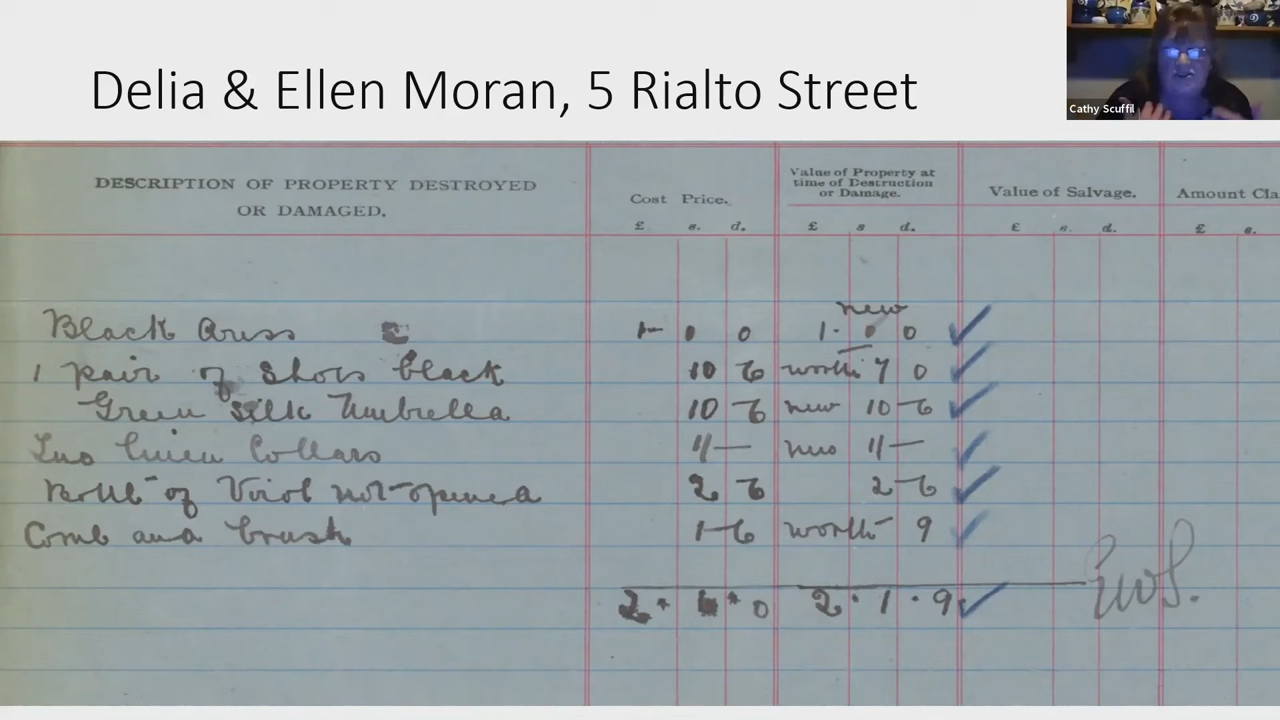 Delia & Ellen Moran, 5 Rialto Street
Cathy Scuffil
DESCRIPTION OF PROPERTY DESTROYED
OR DAMAGED.
Cost Price.
£ s. d.
Value of Property at
time of Destruction
or Damage.
£ s d.
Value of Salvage.
£ s. d.
Amount Cla
£ s.
new
Black Dress 1- 0 0 1. 0 0
1 pair of Shoes black 10 6 worth 7 0
Green Silk Umbrella 10-6 new 10-6
Two Linen Collars 1/- new 1/-
Bottle of Virol not-opened 2 6 2-6
Comb and brush 1-6 worth 9
2 . . 0 2 . 1 . 9